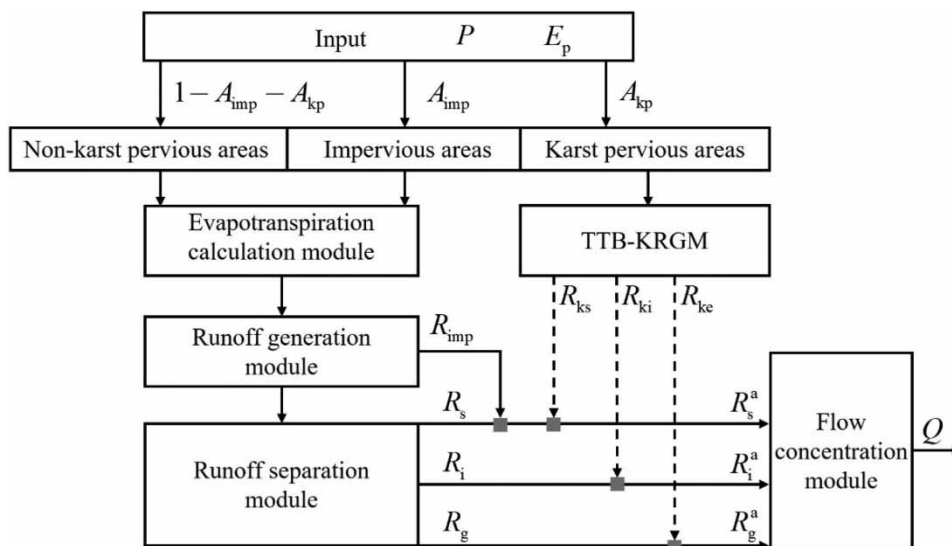 Input P E_p
1 − A_imp − A_kp A_imp A_kp
Non-karst pervious areas Impervious areas Karst pervious areas
Evapotranspiration
calculation module
TTB-KRGM
R_ks R_ki R_ke
Runoff generation
module
R_imp
R_s R_s^a
Runoff separation
module
R_i R_i^a
R_g R_g^a
Flow
concentration
module
Q